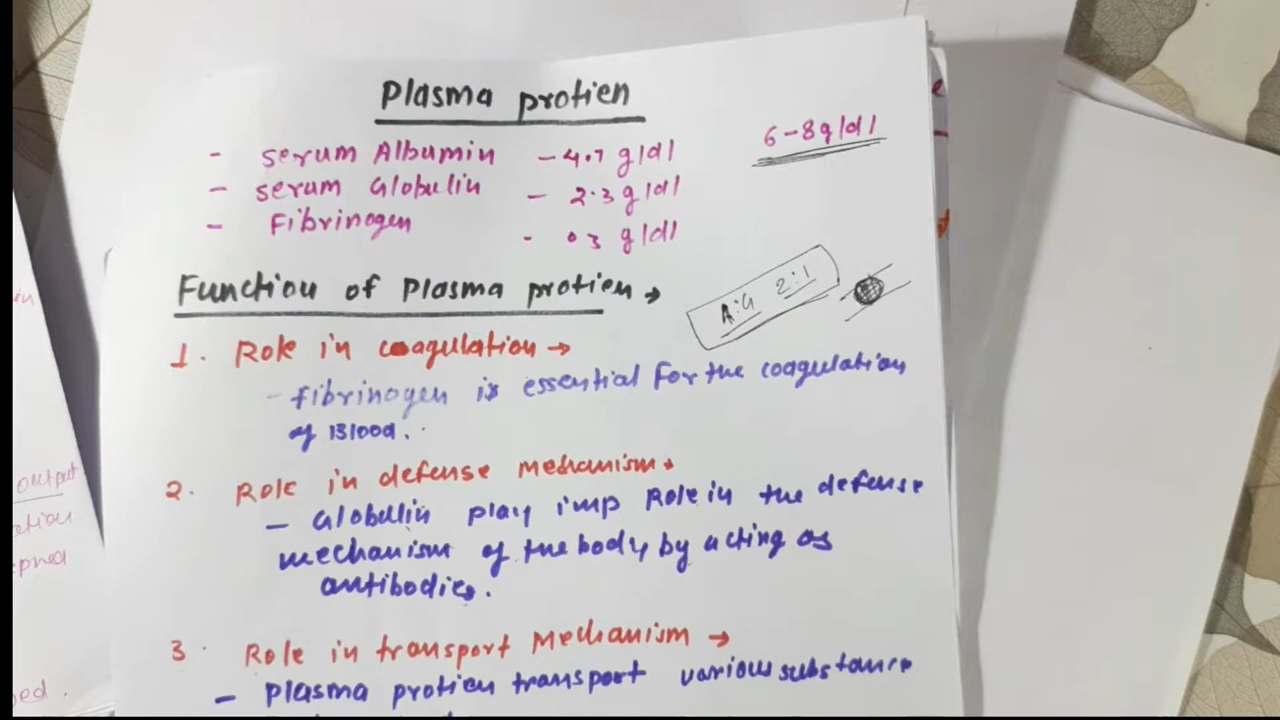 Plasma protien
- serum Albumin - 4.7 g/dl
6-8g/dl
- serum Globulin - 2.3 g/dl
- Fibrinogen - 03 g/dl
Function of Plasma protien →
A:G 2:1
1. Role in coagulation →
- fibrinogen is essential For the coagulation
of Blood.
2. Role in defense mechanism →
- Globulin play imp Role in the defense
mechanism of the body by acting as
antibodies.
3. Role in transport Mechanism →
- Plasma protien transport various substance
output